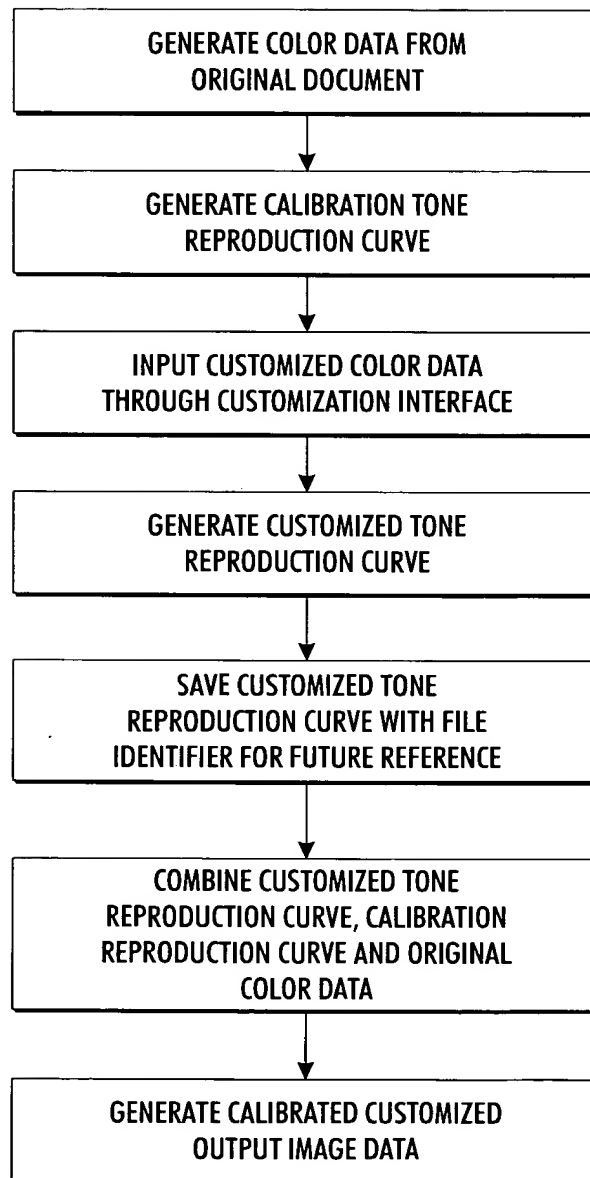 GENERATE COLOR DATA FROM
ORIGINAL DOCUMENT
GENERATE CALIBRATION TONE
REPRODUCTION CURVE
INPUT CUSTOMIZED COLOR DATA
THROUGH CUSTOMIZATION INTERFACE
GENERATE CUSTOMIZED TONE
REPRODUCTION CURVE
SAVE CUSTOMIZED TONE
REPRODUCTION CURVE WITH FILE
IDENTIFIER FOR FUTURE REFERENCE
COMBINE CUSTOMIZED TONE
REPRODUCTION CURVE, CALIBRATION
REPRODUCTION CURVE AND ORIGINAL
COLOR DATA
GENERATE CALIBRATED CUSTOMIZED
OUTPUT IMAGE DATA